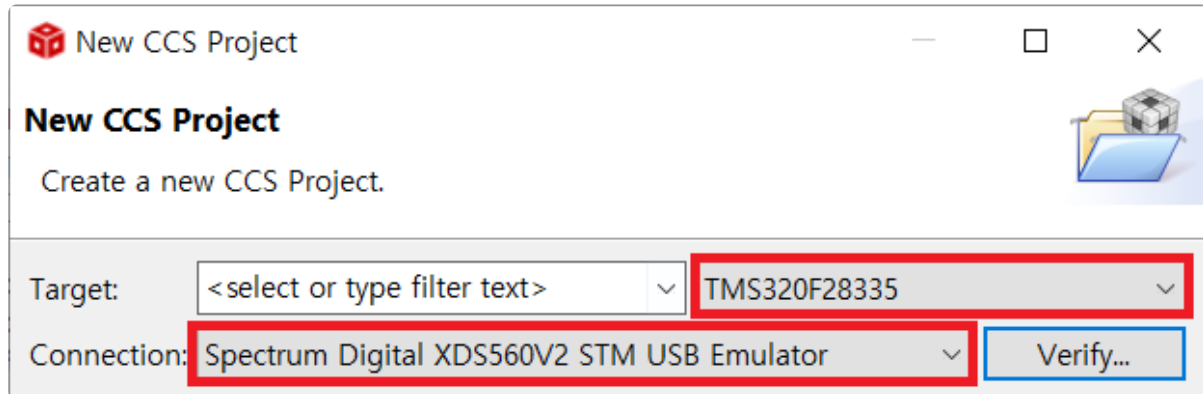 New CCS Project
New CCS Project
Create a new CCS Project.
Target: <select or type filter text> TMS320F28335
Connection: Spectrum Digital XDS560V2 STM USB Emulator Verify...